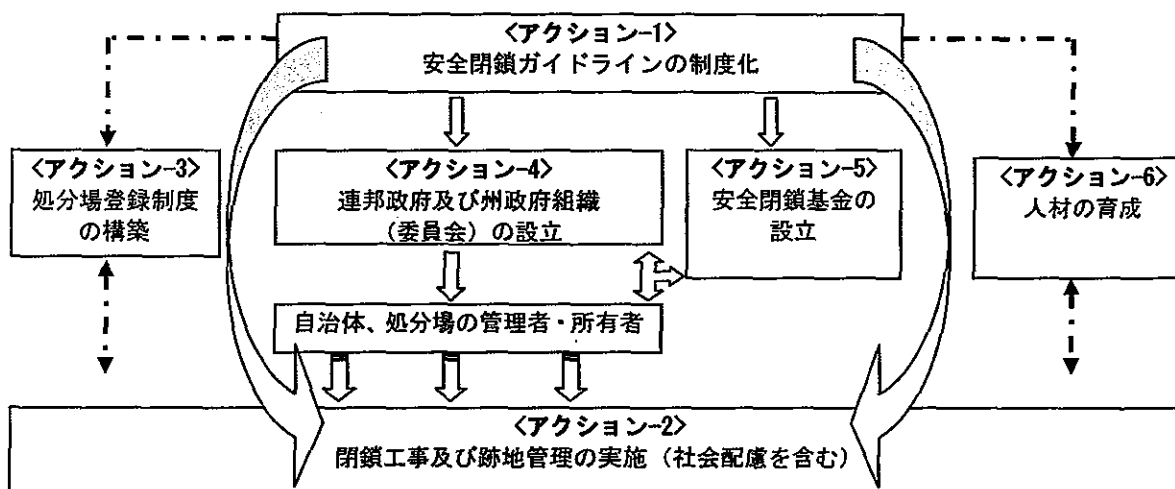 <アクション-1>
安全閉鎖ガイドラインの制度化
<アクション-3>
処分場登録制度
の構築
<アクション-4>
連邦政府及び州政府組織
(委員会)の設立
<アクション-5>
安全閉鎖基金の
設立
<アクション-6>
人材の育成
自治体、処分場の管理者・所有者
<アクション-2>
閉鎖工事及び跡地管理の実施(社会配慮を含む)